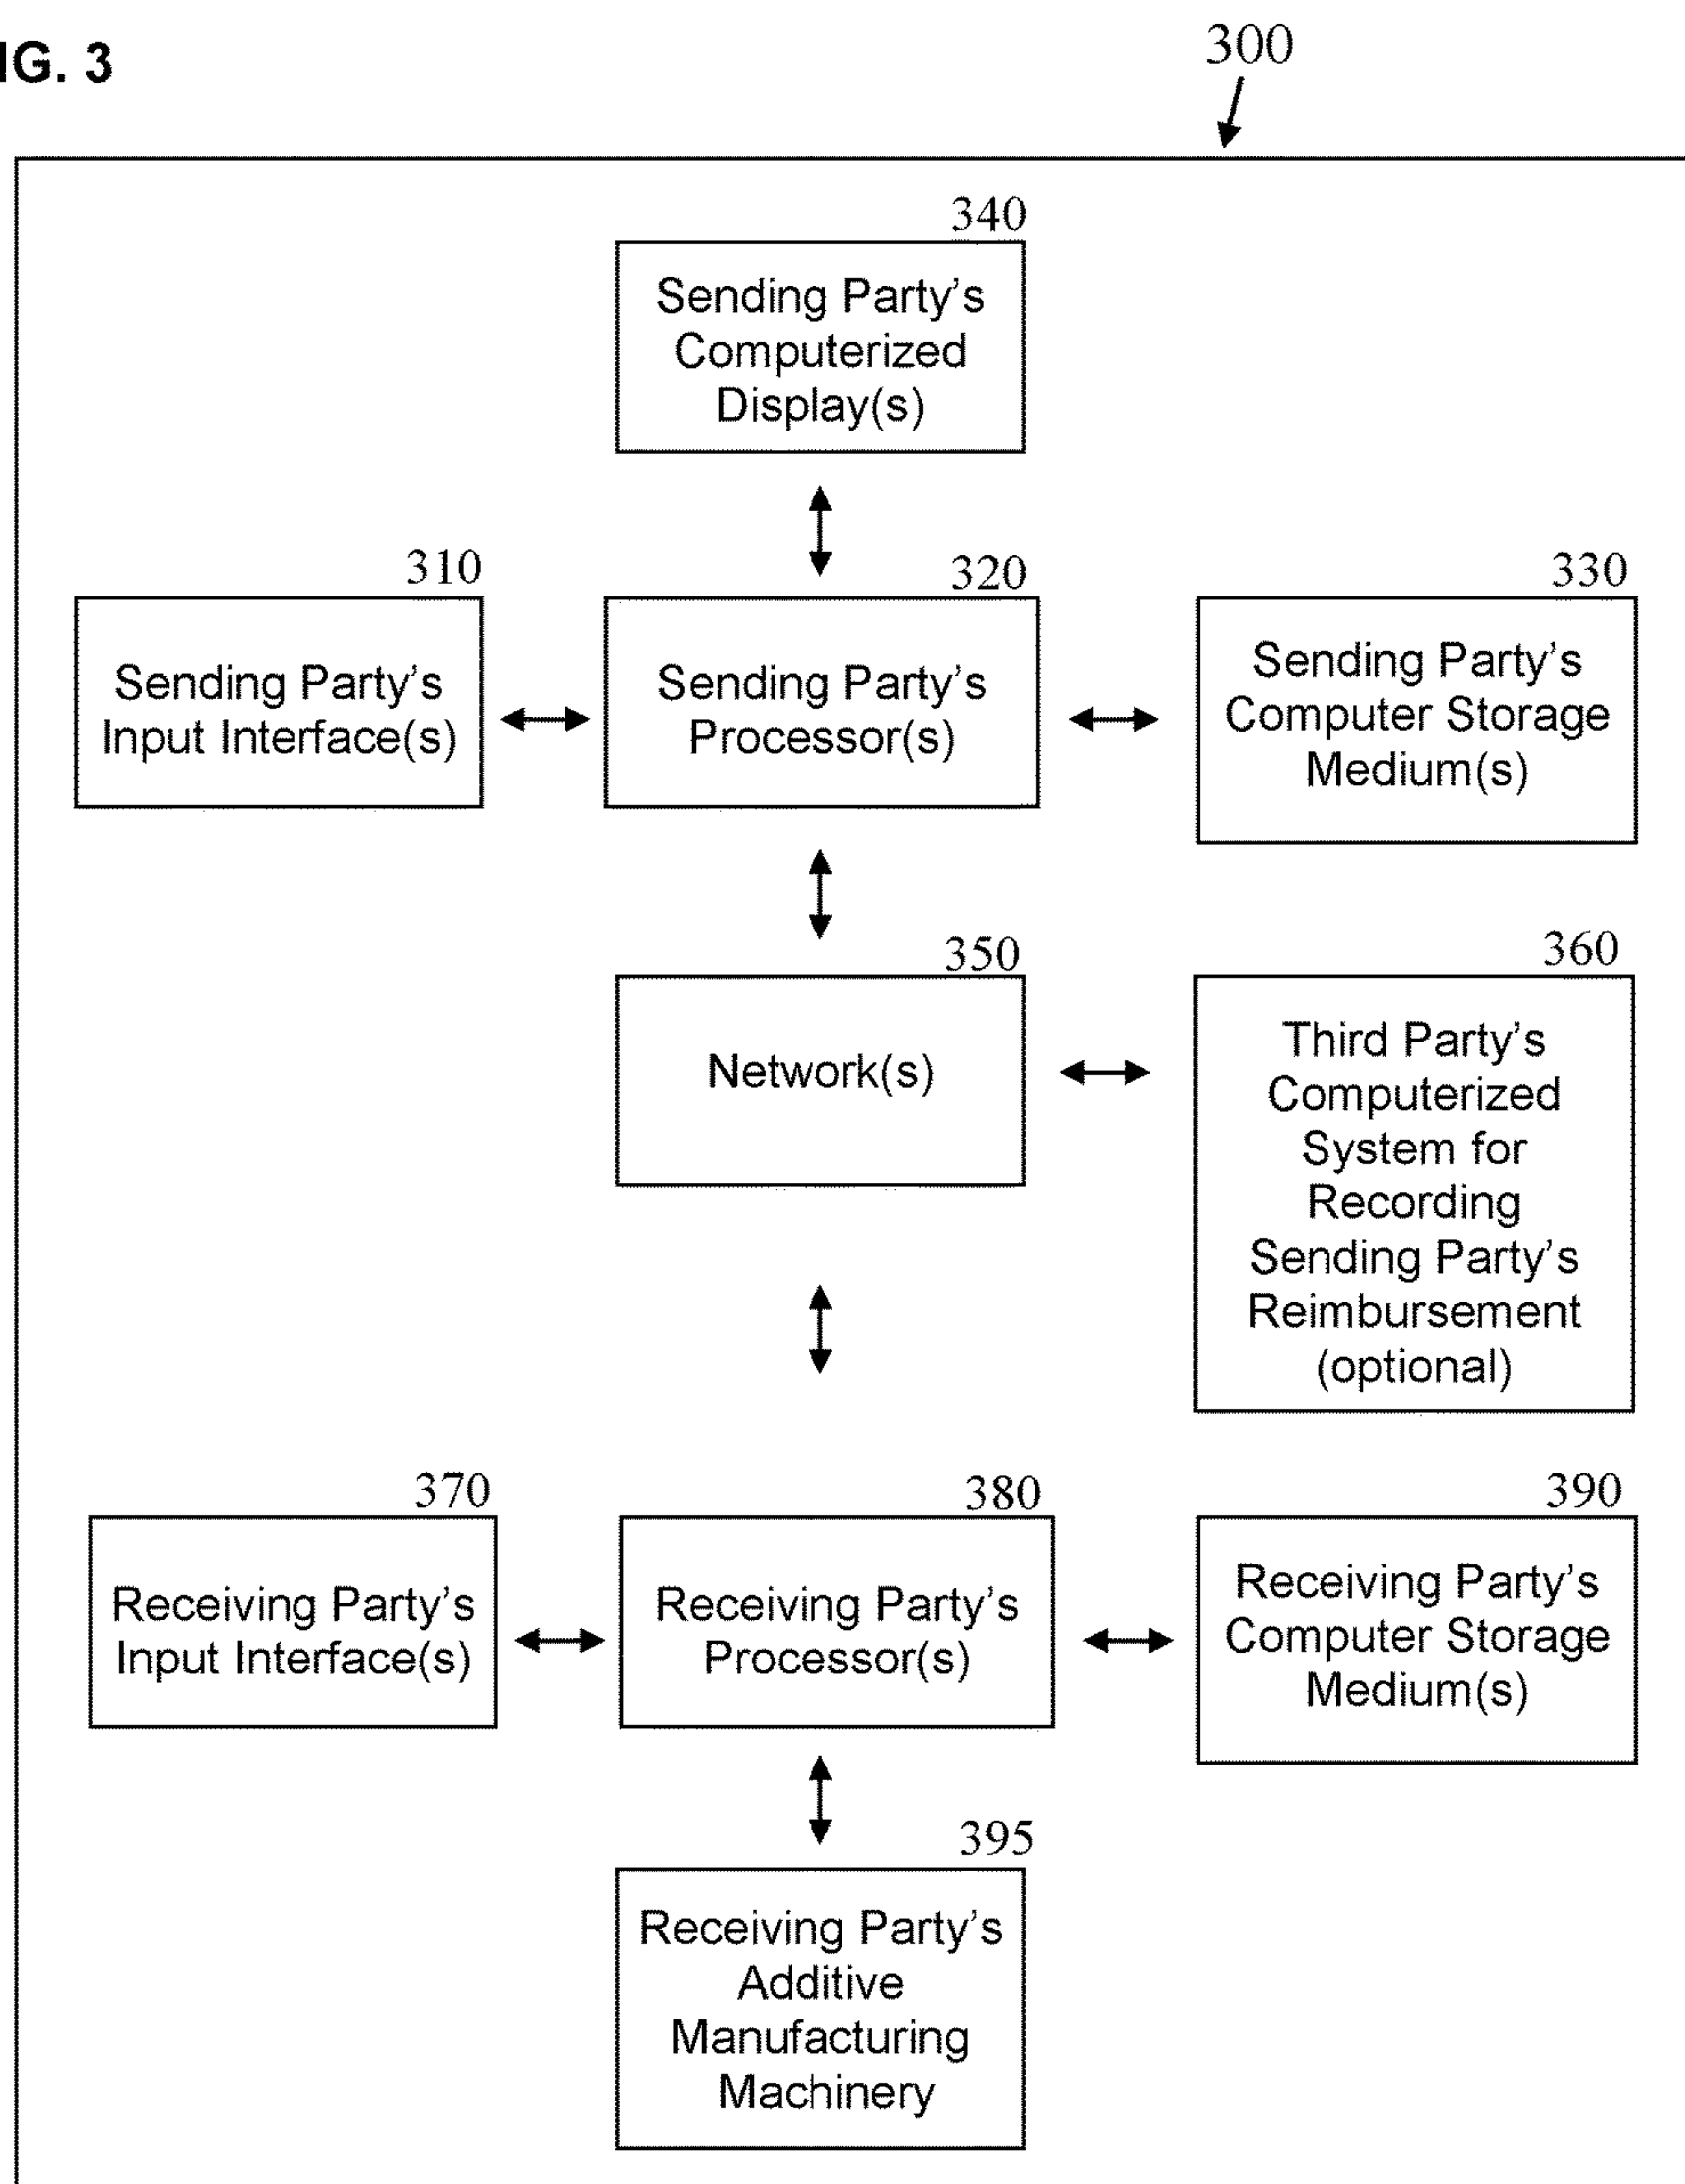 IG. 3
300
340
Sending Party's
Computerized
Display(s)
310
Sending Party's
Input Interface(s)
320
Sending Party's
Processor(s)
330
Sending Party's
Computer Storage
Medium(s)
350
Network(s)
360
Third Party's
Computerized
System for
Recording
Sending Party's
Reimbursement
(optional)
370
Receiving Party's
Input Interface(s)
380
Receiving Party's
Processor(s)
390
Receiving Party's
Computer Storage
Medium(s)
395
Receiving Party's
Additive
Manufacturing
Machinery